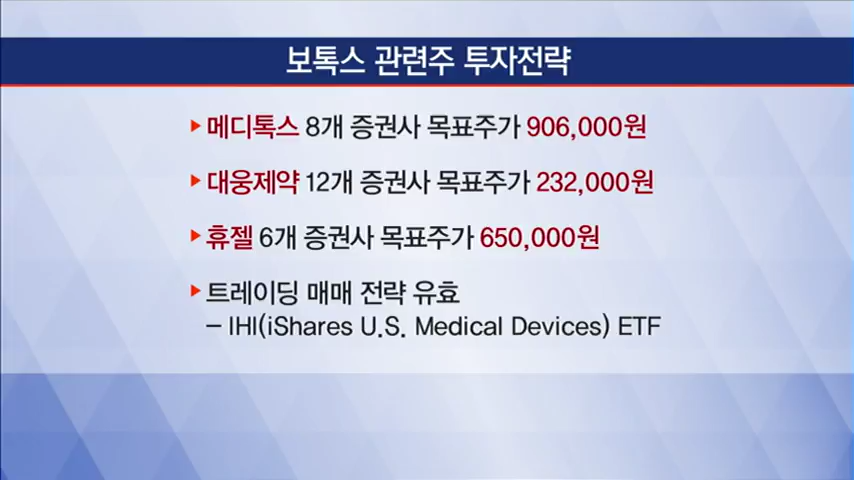 보톡스 관련주 투자전략
▶ 메디톡스 8개 증권사 목표주가 906,000원
▶ 대웅제약 12개 증권사 목표주가 232,000원
▶ 휴젤 6개 증권사 목표주가 650,000원
▶ 트레이딩 매매 전략 유효
– IHI(iShares U.S. Medical Devices) ETF